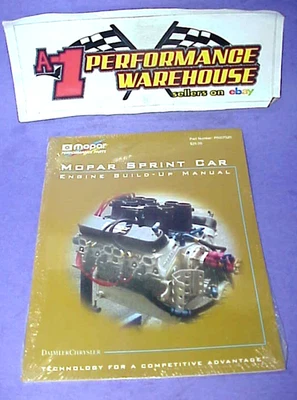 A1
PERFORMANCE
WAREHOUSE
sellers on ebay
Mopar
Part Number
MOPAR SPRINT CAR
ENGINE BUILD-UP MANUAL
DAIMLERCHRYSLER
TECHNOLOGY FOR A COMPETITIVE ADVANTAGE